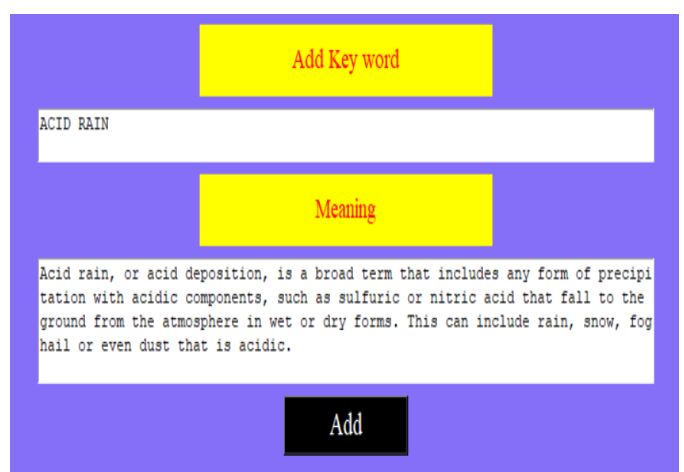 Add Key word
ACID RAIN
Meaning
Acid rain, or acid deposition, is a broad term that includes any form of precipi
tation with acidic components, such as sulfuric or nitric acid that fall to the
ground from the atmosphere in wet or dry forms. This can include rain, snow, fog
hail or even dust that is acidic.
Add